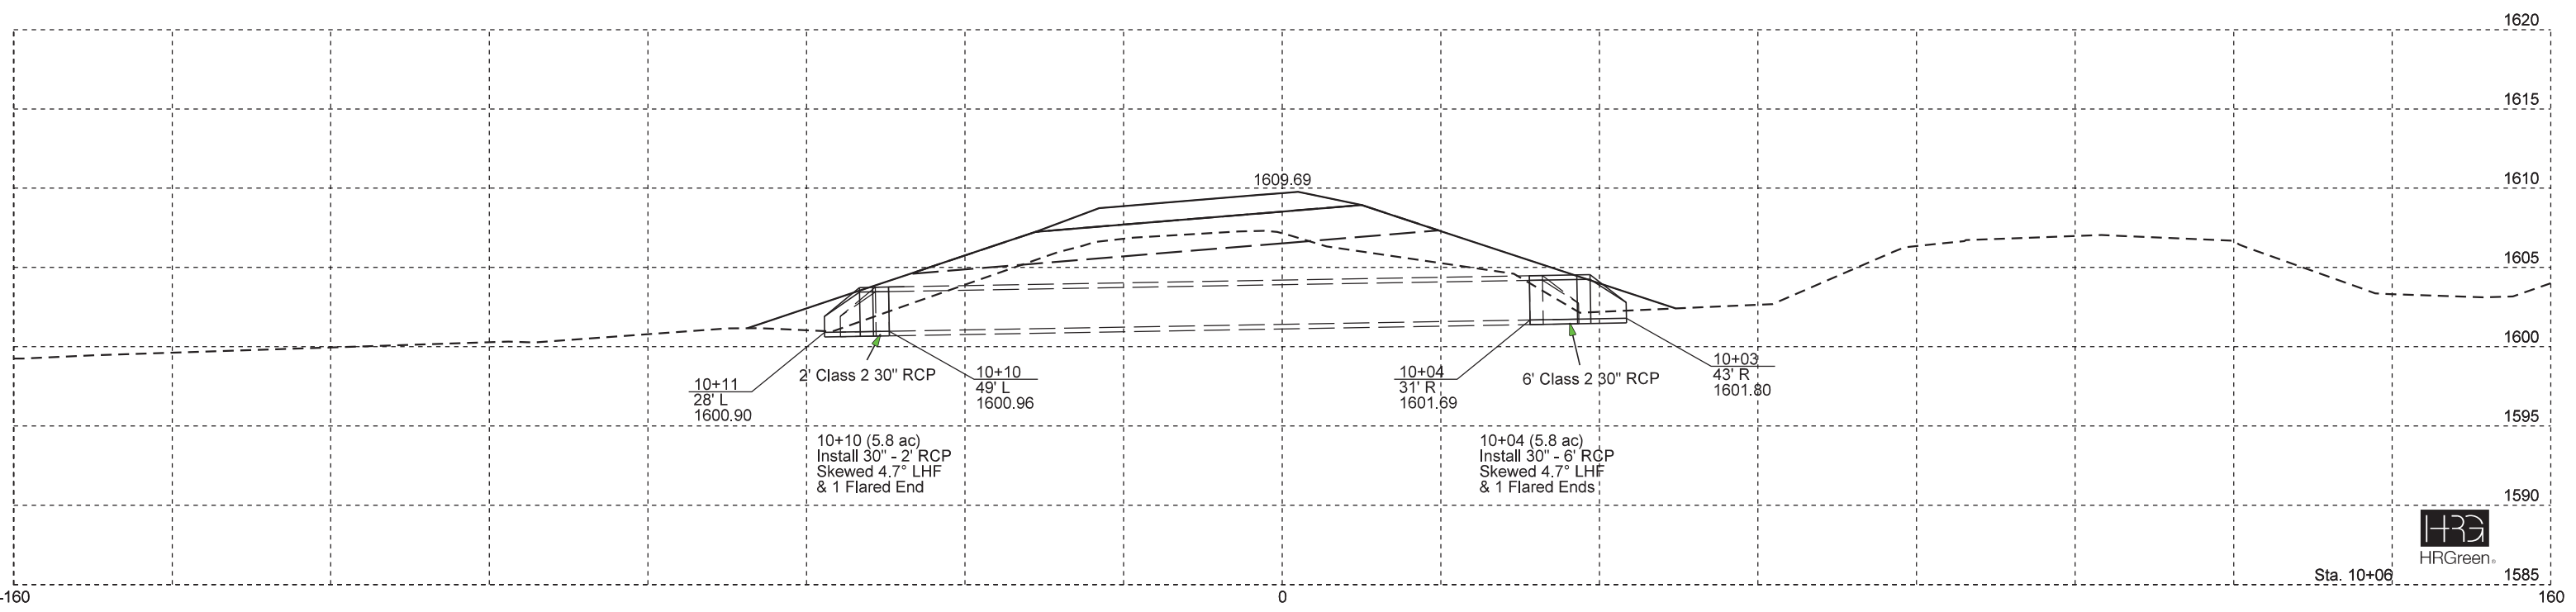 1620
1615
1609.69
1610
1605
1600
10+11
28' L
1600.90
2' Class 2 30" RCP
10+10
49' L
1600.96
10+04
31' R
1601.69
6' Class 2 30" RCP
10+03
43' R
1601.80
1595
10+10 (5.8 ac)
Install 30" - 2' RCP
Skewed 4.7° LHF
& 1 Flared End
10+04 (5.8 ac)
Install 30" - 6' RCP
Skewed 4.7° LHF
& 1 Flared Ends
1590
HRG
HRGreen®
Sta. 10+06
1585
-160
0
160